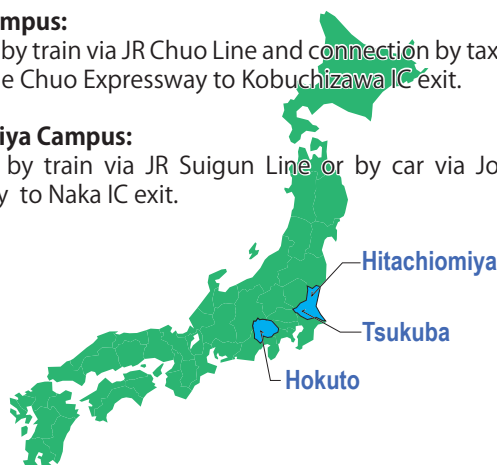 mpus:
by train via JR Chuo Line and connection by tax
e Chuo Expressway to Kobuchizawa IC exit.
iya Campus:
by train via JR Suigun Line or by car via Jo
y to Naka IC exit.
Hitachiomiya
Tsukuba
Hokuto